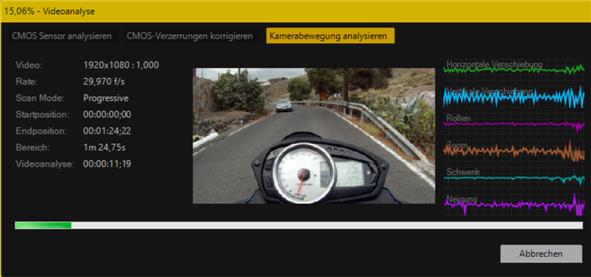 15,06% - Videoanalyse
CMOS Sensor analysieren CMOS-Verzerrungen korrigieren Kamerabewegung analysieren
Video: 1920x1080 : 1,000
Rate: 29,970 f/s
Scan Mode: Progressive
Startposition: 00:00:00;00
Endposition: 00:01:24;22
Bereich: 1m 24,75s
Videoanalyse: 00:00:11;19
Horizontale Verschiebung
Vertikale Verschiebung
Rollen
Zoom
Schwenk
Neigung
Abbrechen